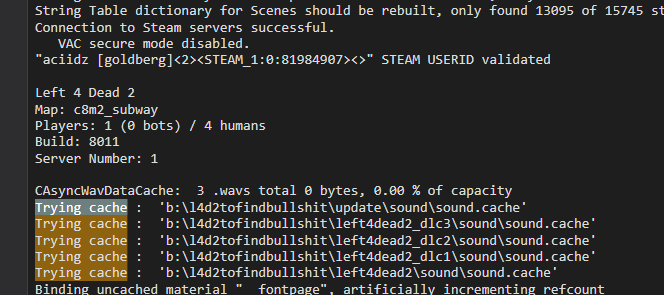 String Table dictionary for Scenes should be rebuilt, only found 13095 of 15745 st
Connection to Steam servers successful.
VAC secure mode disabled.
"aciidz [goldberg]<2><STEAM_1:0:81984907><>" STEAM USERID validated
Left 4 Dead 2
Map: c8m2_subway
Players: 1 (0 bots) / 4 humans
Build: 8011
Server Number: 1
CAsyncWavDataCache:  3 .wavs total 0 bytes, 0.00 % of capacity
Trying cache :  'b:\l4d2tofindbullshit\update\sound\sound.cache'
Trying cache :  'b:\l4d2tofindbullshit\left4dead2_dlc3\sound\sound.cache'
Trying cache :  'b:\l4d2tofindbullshit\left4dead2_dlc2\sound\sound.cache'
Trying cache :  'b:\l4d2tofindbullshit\left4dead2_dlc1\sound\sound.cache'
Trying cache :  'b:\l4d2tofindbullshit\left4dead2\sound\sound.cache'
Binding uncached material "__fontpage", artificially incrementing refcount